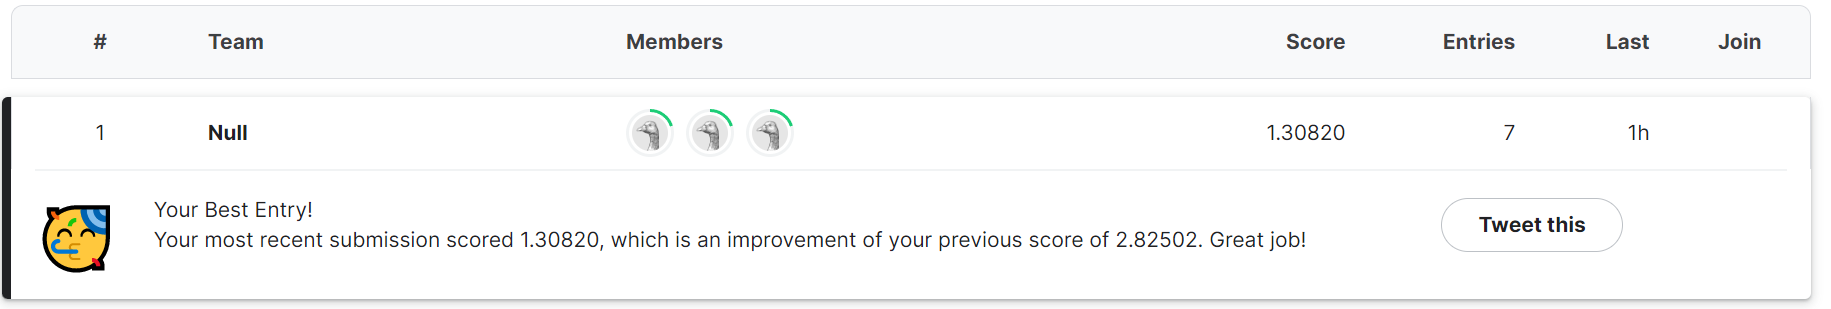 # Team Members Score Entries Last Join
1 Null 1.30820 7 1h
Your Best Entry!
Your most recent submission scored 1.30820, which is an improvement of your previous score of 2.82502. Great job!
Tweet this